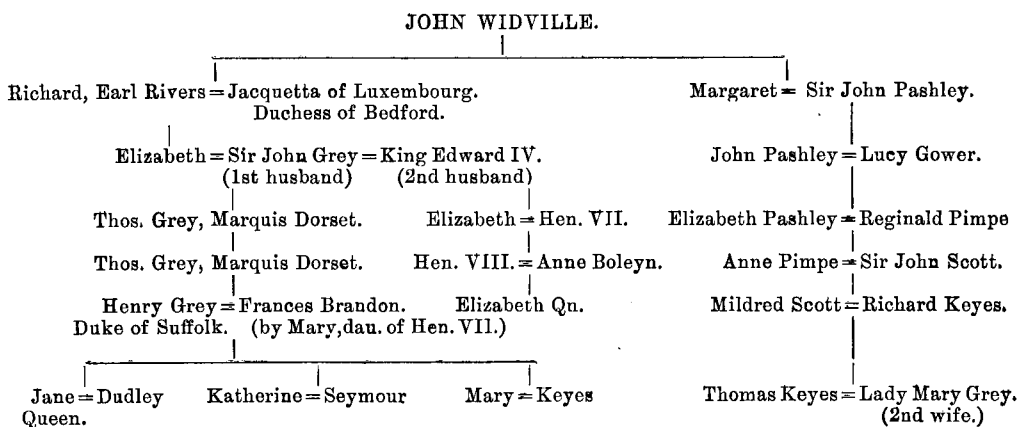 JOHN WIDVILLE.
Richard, Earl Rivers = Jacquetta of Luxembourg. Margaret = Sir John Pashley.
Duchess of Bedford.
Elizabeth = Sir John Grey = King Edward IV. John Pashley = Lucy Gower.
(1st husband) (2nd husband)
Thos. Grey, Marquis Dorset. Elizabeth = Hen. VII. Elizabeth Pashley = Reginald Pimpe
Thos. Grey, Marquis Dorset. Hen. VIII. = Anne Boleyn. Anne Pimpe = Sir John Scott.
Henry Grey = Frances Brandon. Elizabeth Qn. Mildred Scott = Richard Keyes.
Duke of Suffolk. (by Mary, dau. of Hen. VII.)
Jane = Dudley Katherine = Seymour Mary = Keyes Thomas Keyes = Lady Mary Grey.
Queen. (2nd wife.)